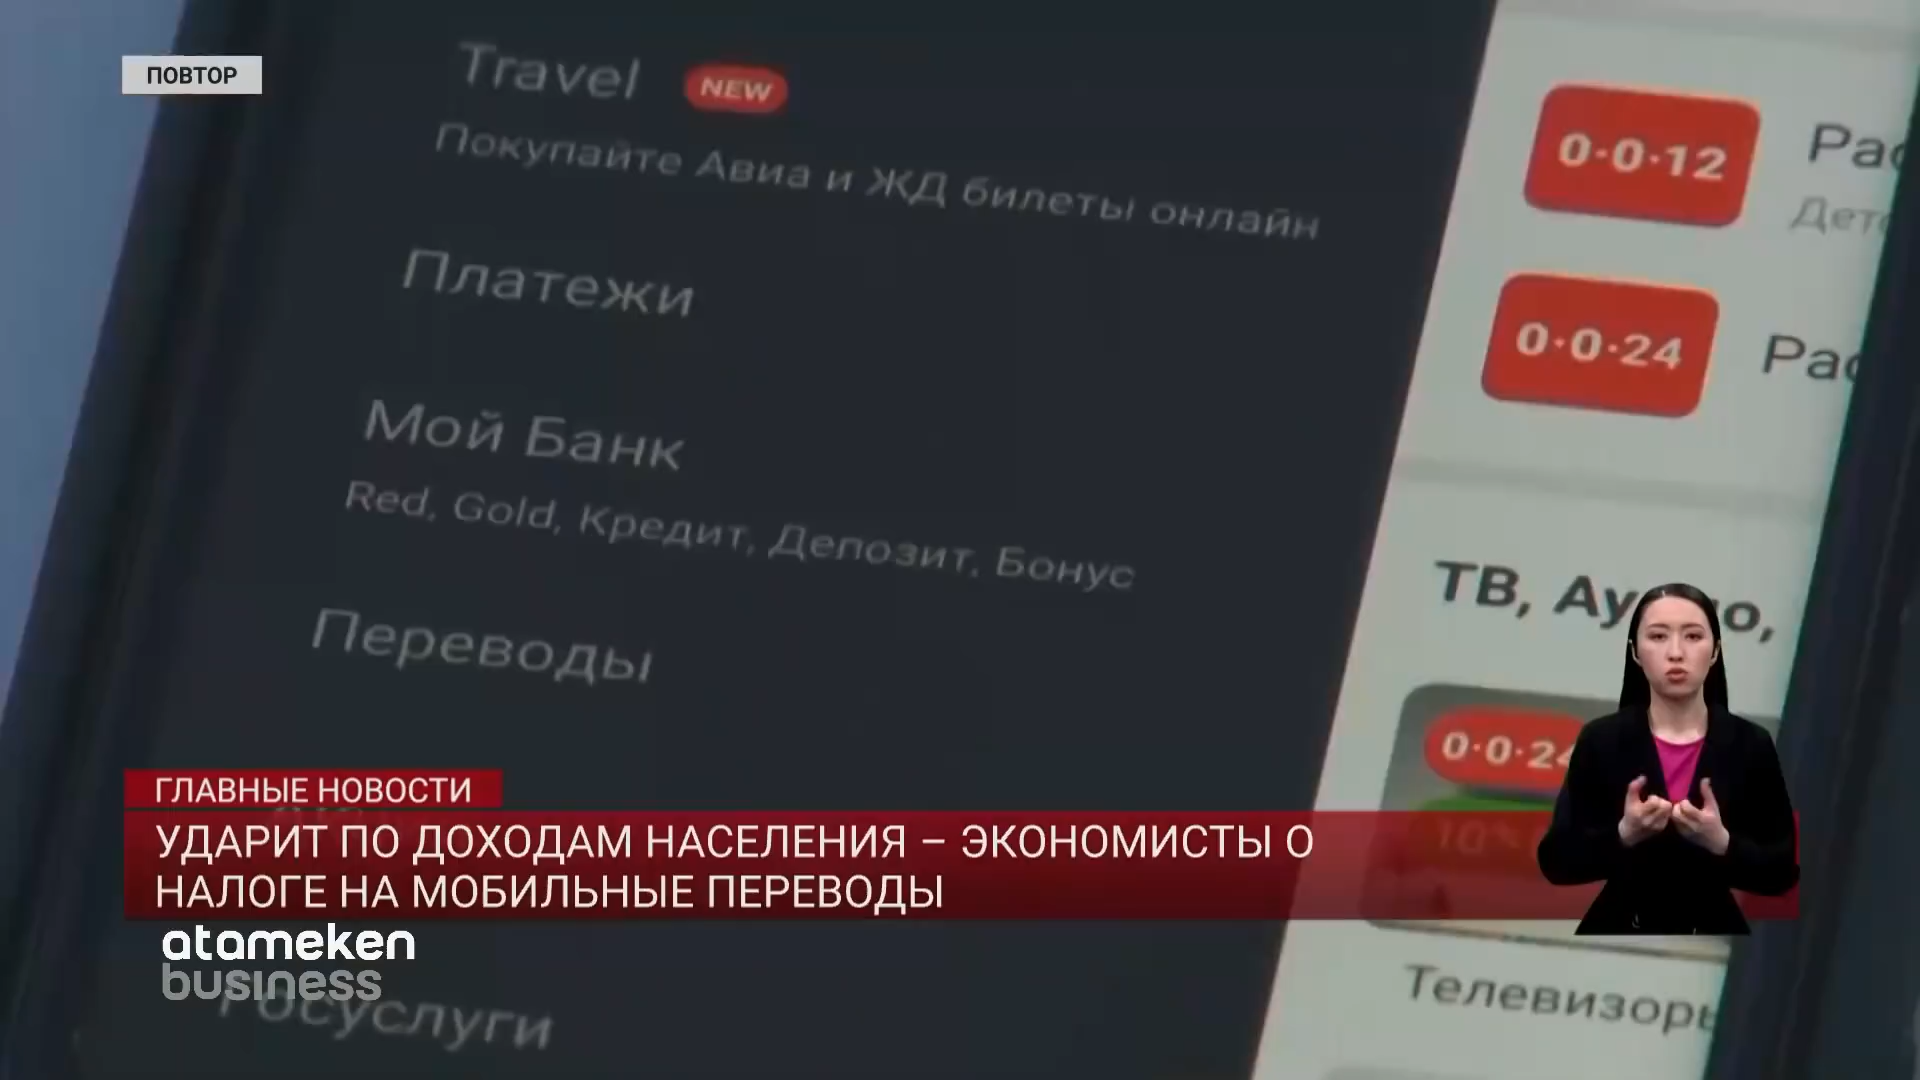 ПОВТОР
Travel NEW
Покупайте Авиа и ЖД билеты онлайн
Платежи
Мой Банк
Red, Gold, Кредит, Депозит, Бонус
Переводы
Госуслуги
0·0·12
0·0·24
ТВ,
0·0·24
10%
Телевизоры
ГЛАВНЫЕ НОВОСТИ
УДАРИТ ПО ДОХОДАМ НАСЕЛЕНИЯ – ЭКОНОМИСТЫ О
НАЛОГЕ НА МОБИЛЬНЫЕ ПЕРЕВОДЫ
atameken
business